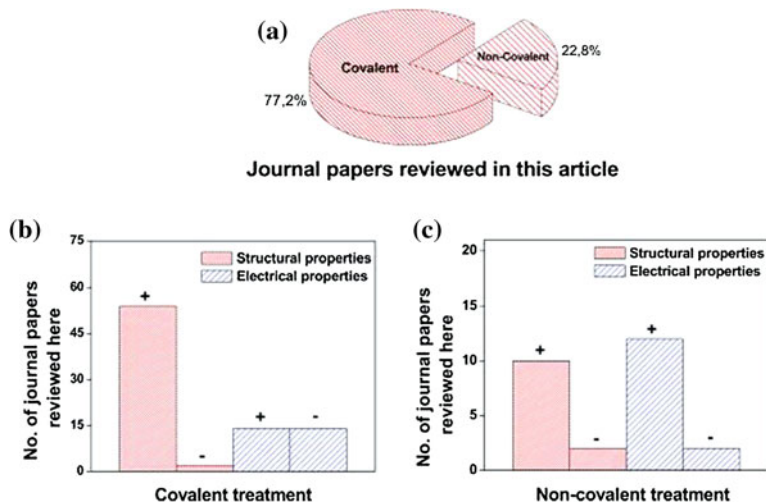 (a)
Covalent
Non-Covalent
22,8%
77,2%
Journal papers reviewed in this article
(b)
No. of journal papers
reviewed here
75
60
45
30
15
0
Structural properties
Electrical properties
+
-
+
-
Covalent treatment
(c)
No. of journal papers
reviewed here
20
15
10
5
0
Structural properties
Electrical properties
+
-
+
-
Non-covalent treatment